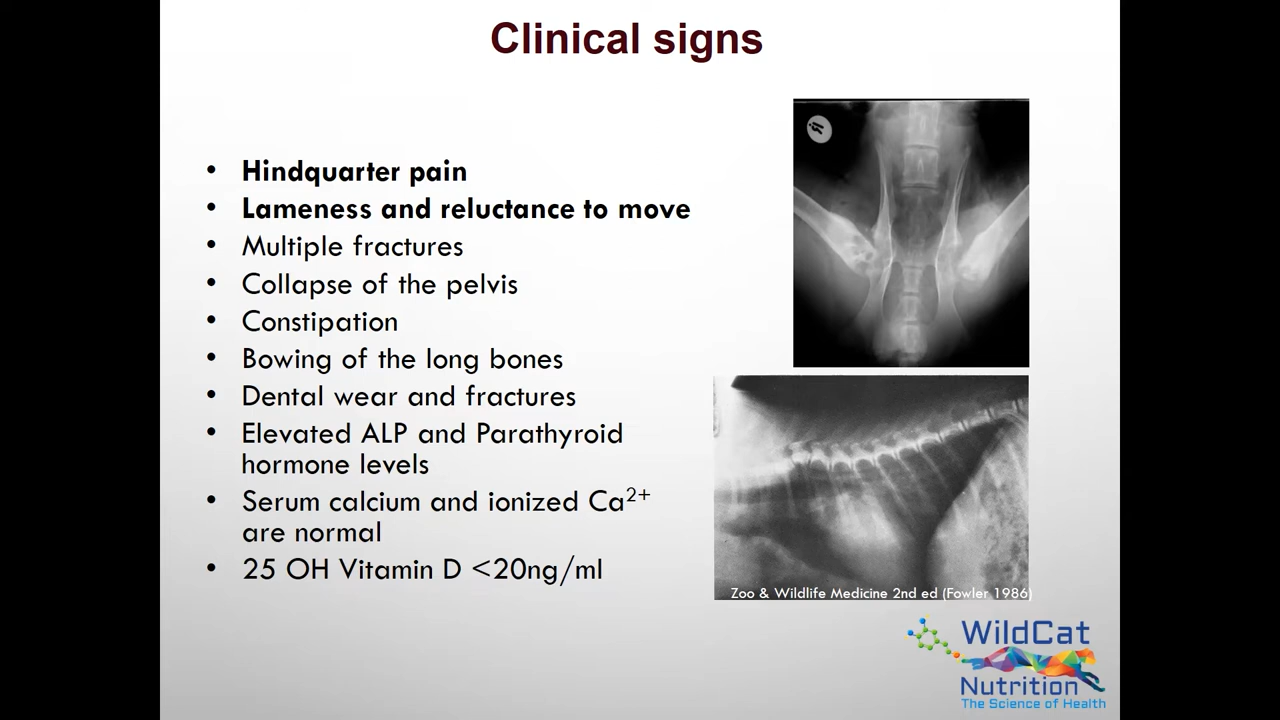 Clinical signs
• Hindquarter pain
• Lameness and reluctance to move
• Multiple fractures
• Collapse of the pelvis
• Constipation
• Bowing of the long bones
• Dental wear and fractures
• Elevated ALP and Parathyroid
hormone levels
• Serum calcium and ionized Ca²⁺
are normal
• 25 OH Vitamin D <20ng/ml
Zoo & Wildlife Medicine 2nd ed (Fowler 1986)
WildCat
Nutrition
The Science of Health